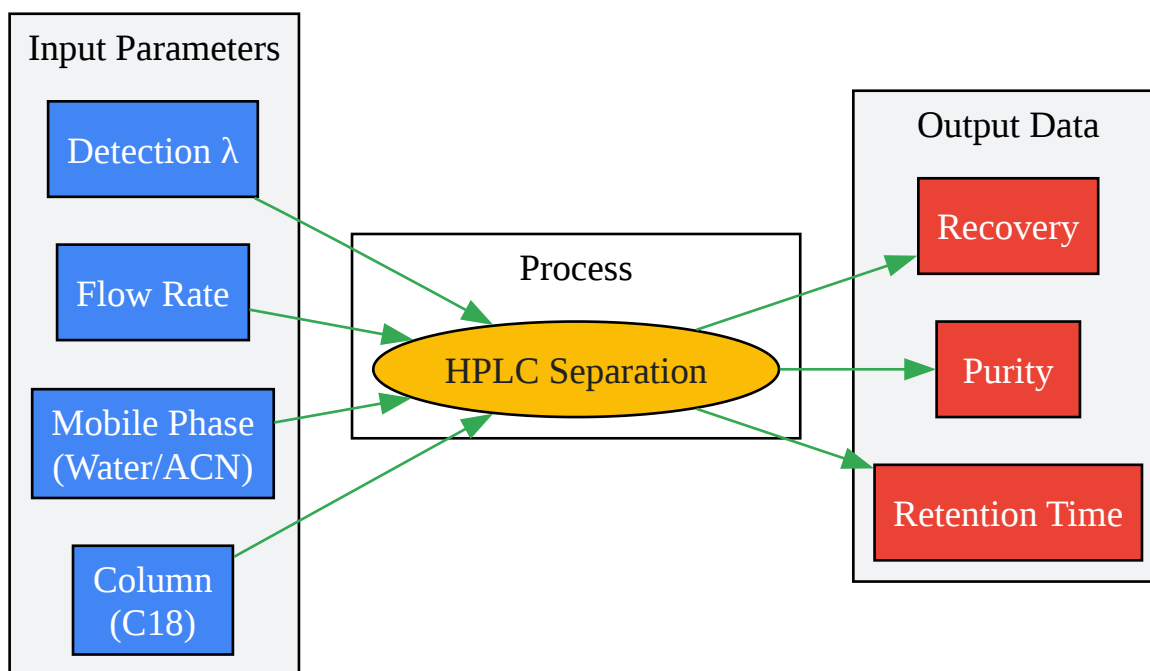 Input Parameters
Detection λ
Flow Rate
Mobile Phase
(Water/ACN)
Column
(C18)
Process
HPLC Separation
Output Data
Recovery
Purity
Retention Time